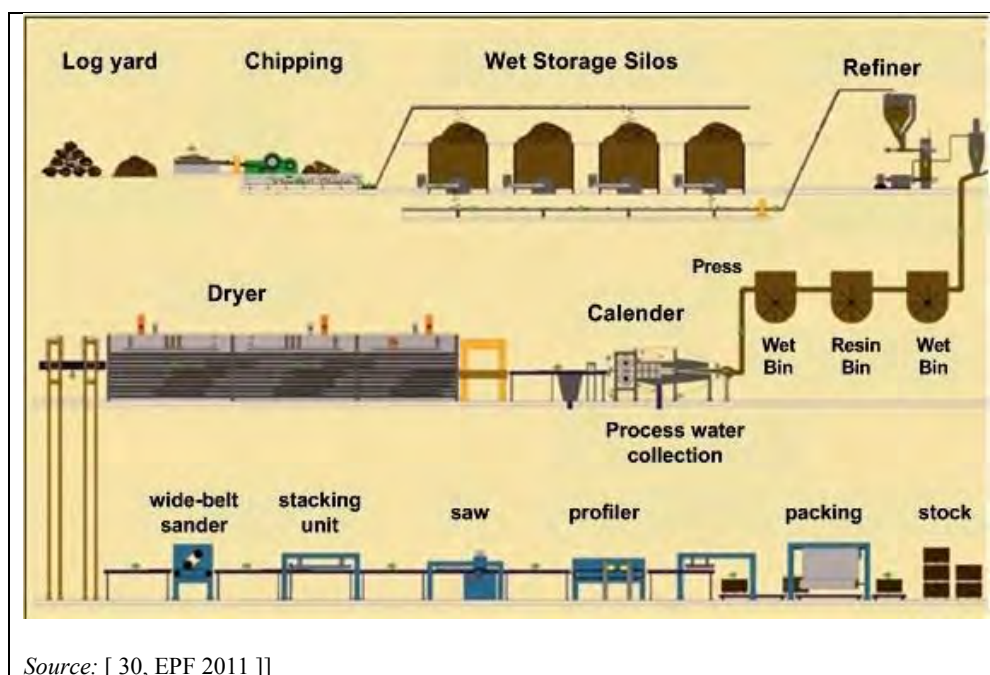 Log yard Chipping Wet Storage Silos Refiner
Press
Dryer
Calender
Wet Bin
Resin Bin
Wet Bin
Process water
collection
wide-belt
sander
stacking
unit
saw
profiler
packing
stock
Source: [ 30, EPF 2011 ]]